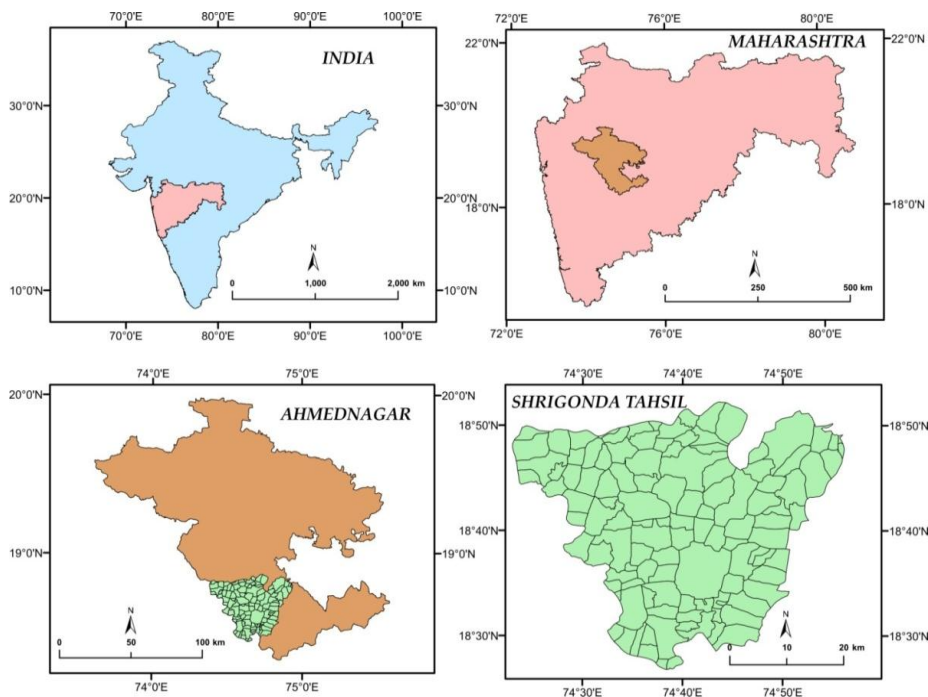 70°0'E 80°0'E 90°0'E 100°0'E
INDIA
30°0'N 30°0'N
20°0'N 20°0'N
10°0'N 10°0'N
N
0 1,000 2,000 km
70°0'E 80°0'E 90°0'E 100°0'E
72°0'E 76°0'E 80°0'E
MAHARASHTRA
22°0'N 22°0'N
18°0'N 18°0'N
N
0 250 500 km
72°0'E 76°0'E 80°0'E
74°0'E 75°0'E
20°0'N 20°0'N
AHMEDNAGAR
19°0'N 19°0'N
N
0 50 100 km
74°0'E 75°0'E
74°30'E 74°40'E 74°50'E
SHRIGONDA TAHSIL
18°50'N 18°50'N
18°40'N 18°40'N
18°30'N 18°30'N
N
0 10 20 km
74°30'E 74°40'E 74°50'E